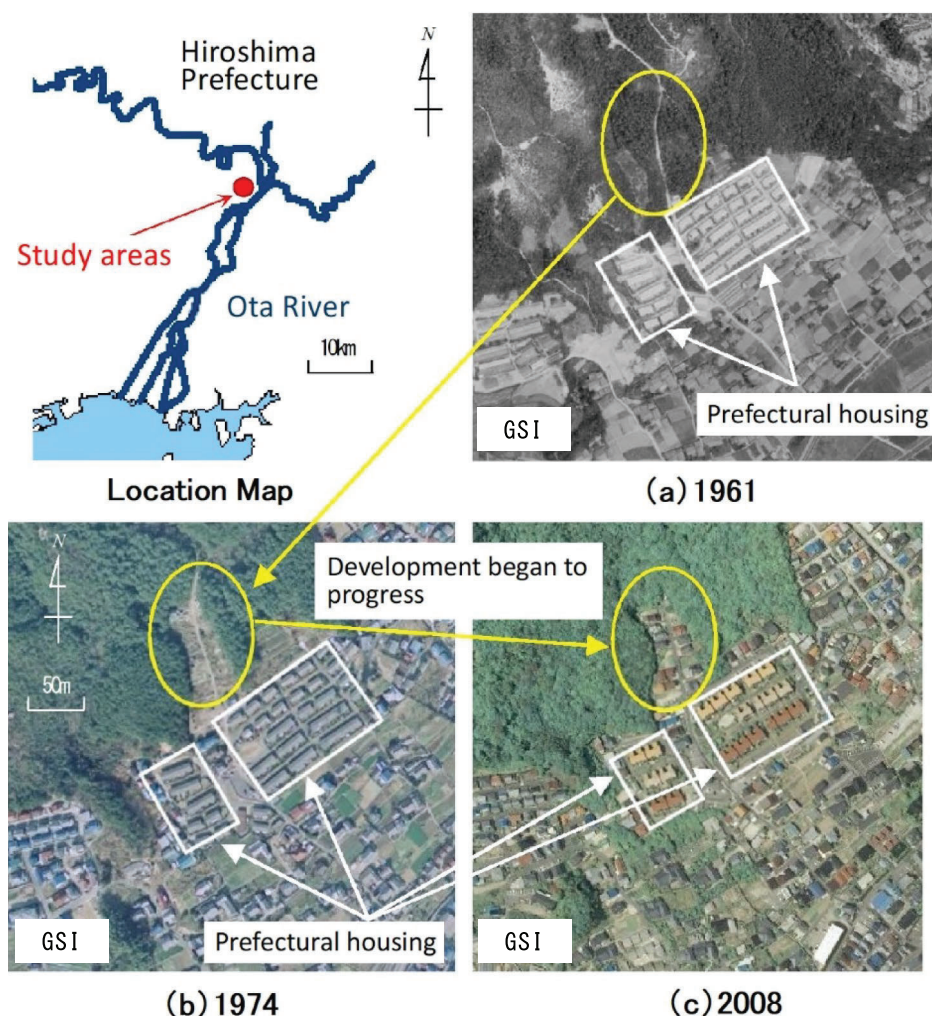 Hiroshima
Prefecture
N
Study areas
Ota River
10km
Location Map
GSI
Prefectural housing
(a) 1961
N
Development began to
progress
50m
GSI
Prefectural housing
GSI
(b) 1974
(c) 2008